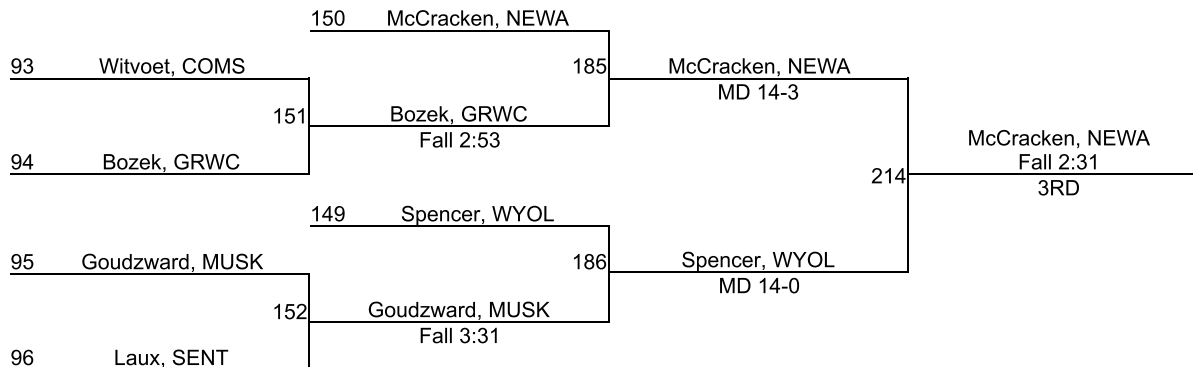 150 McCracken, NEWA
93 Witvoet, COMS
185 McCracken, NEWA
MD 14-3
151 Bozek, GRWC
Fall 2:53
94 Bozek, GRWC
McCracken, NEWA
Fall 2:31
3RD
214
149 Spencer, WYOL
95 Goudzward, MUSK
186 Spencer, WYOL
MD 14-0
152 Goudzward, MUSK
Fall 3:31
96 Laux, SENT